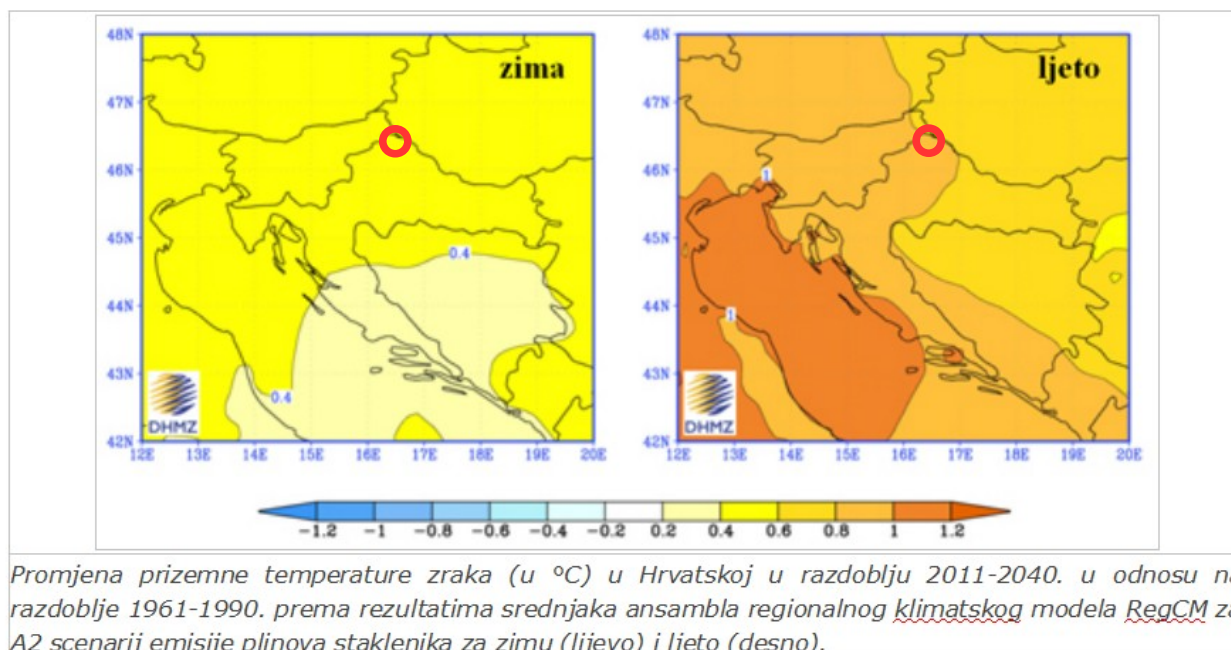 zima
ljeto
48N
47N
46N
45N
44N
43N
42N
12E 13E 14E 15E 16E 17E 18E 19E 20E
0.4
0.4
DHMZ
48N
47N
46N
45N
44N
43N
42N
12E 13E 14E 15E 16E 17E 18E 19E 20E
1
1
DHMZ
-1.2 -1 -0.8 -0.6 -0.4 -0.2 0.2 0.4 0.6 0.8 1 1.2
Promjena prizemne temperature zraka (u °C) u Hrvatskoj u razdoblju 2011-2040. u odnosu na
razdoblje 1961-1990. prema rezultatima srednjaka ansambla regionalnog klimatskog modela RegCM za
A2 scenarij emisije plinova staklenika za zimu (lijevo) i ljeto (desno).